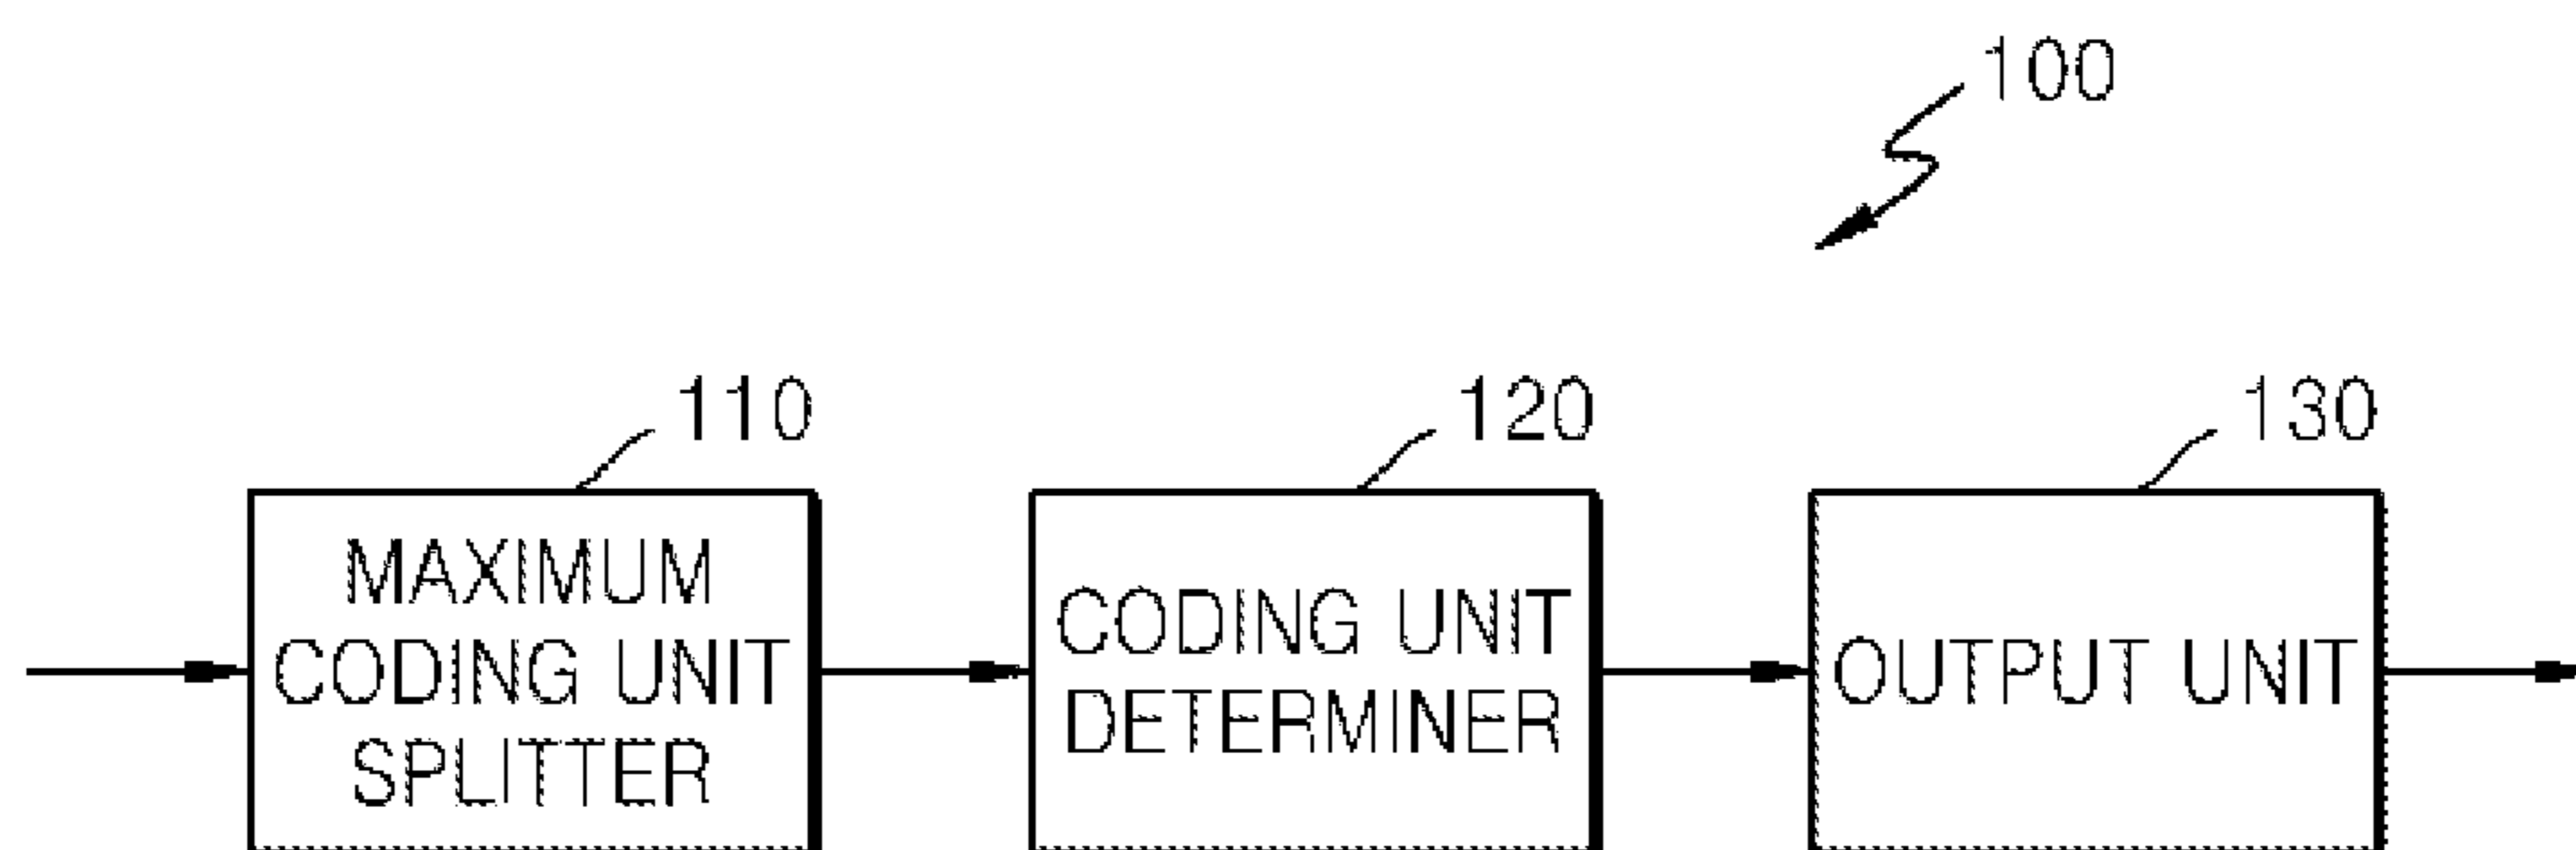 100
110
120
130
MAXIMUM
CODING UNIT
SPLITTER
CODING UNIT
DETERMINER
OUTPUT UNIT